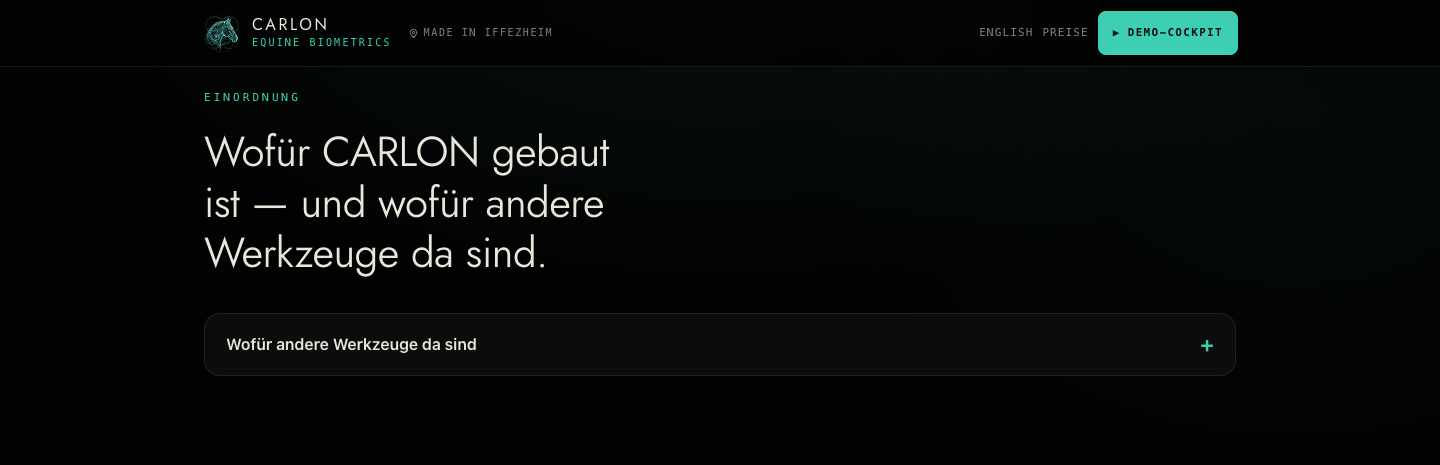 CARLON
EQUINE BIOMETRICS
MADE IN IFFEZHEIM
ENGLISH
PREISE
▶ DEMO–COCKPIT
EINORDNUNG
Wofür CARLON gebaut
ist — und wofür andere
Werkzeuge da sind.
Wofür andere Werkzeuge da sind
+